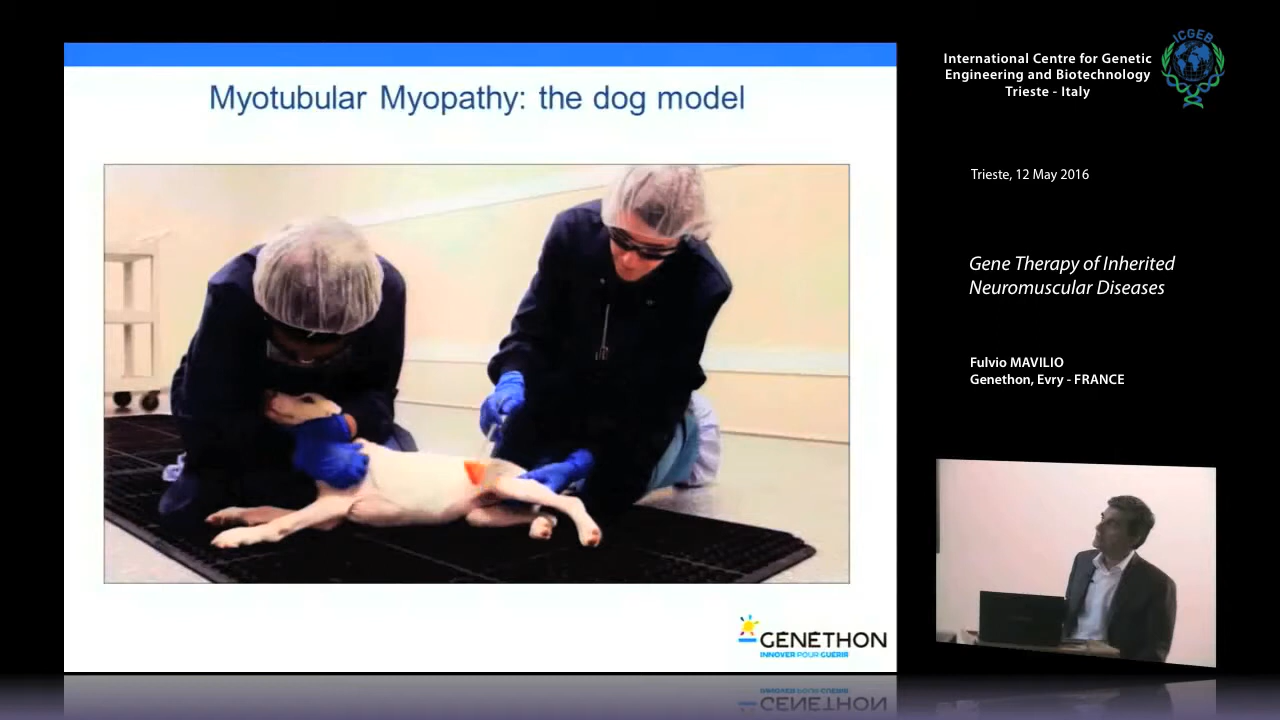 Myotubular Myopathy: the dog model
GENETHON
INNOVER POUR GUERIR
ICGEB
International Centre for Genetic
Engineering and Biotechnology
Trieste - Italy
Trieste, 12 May 2016
Gene Therapy of Inherited
Neuromuscular Diseases
Fulvio MAVILIO
Genethon, Evry - FRANCE